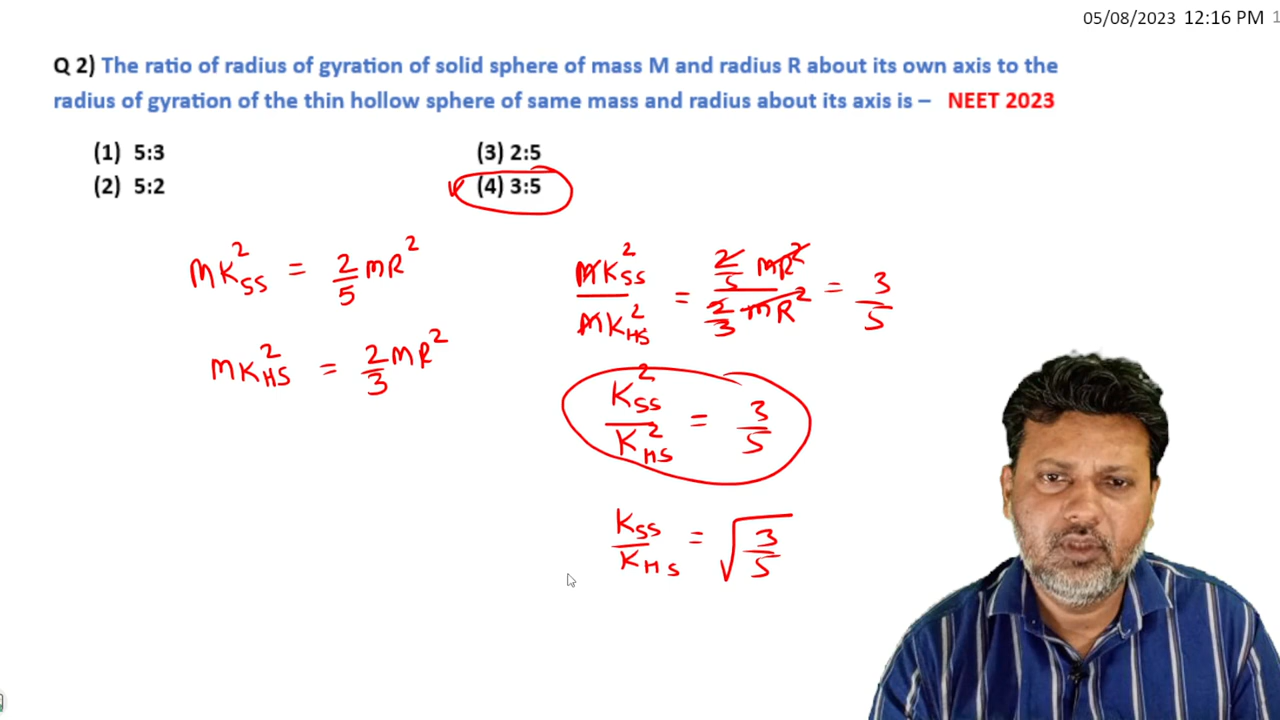 05/08/2023 12:16 PM 1
Q 2) The ratio of radius of gyration of solid sphere of mass M and radius R about its own axis to the
radius of gyration of the thin hollow sphere of same mass and radius about its axis is – NEET 2023
(1) 5:3
(3) 2:5
(2) 5:2
(4) 3:5
MK²SS = 2/5 MR²
MK²HS = 2/3 MR²
MK²SS / MK²HS = 2/5 MR² / 2/3 MR² = 3/5
K²SS / K²HS = 3/5
KSS / KHS = √3/5